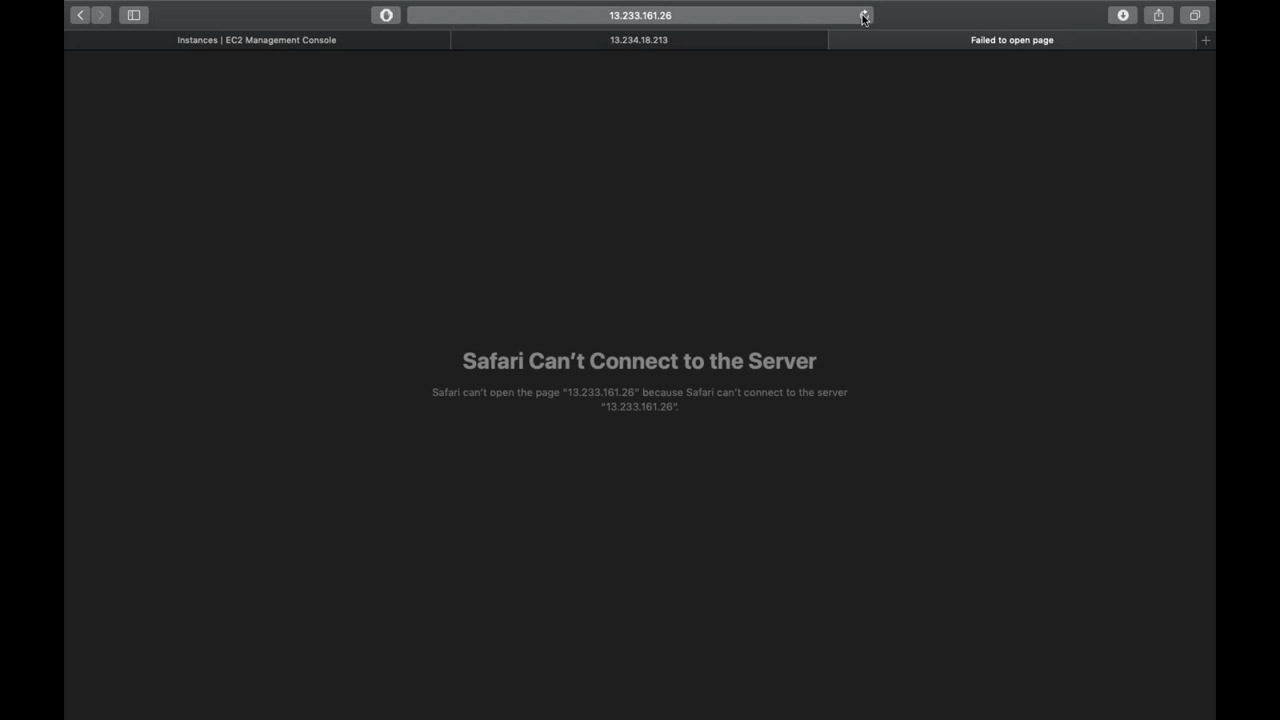 13.233.161.26
Instances | EC2 Management Console
13.234.18.213
Failed to open page
Safari Can’t Connect to the Server
Safari can’t open the page “13.233.161.26” because Safari can’t connect to the server
“13.233.161.26”.